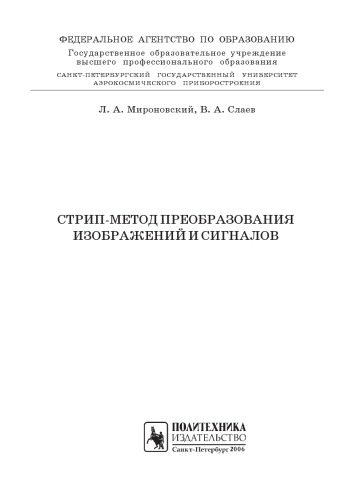 ФЕДЕРАЛЬНОЕ АГЕНТСТВО ПО ОБРАЗОВАНИЮ
Государственное образовательное учреждение
высшего профессионального образования
САНКТ-ПЕТЕРБУРГСКИЙ ГОСУДАРСТВЕННЫЙ УНИВЕРСИТЕТ
АЭРОКОСМИЧЕСКОГО ПРИБОРОСТРОЕНИЯ
Л. А. Мироновский, В. А. Слаев
СТРИП-МЕТОД ПРЕОБРАЗОВАНИЯ
ИЗОБРАЖЕНИЙ И СИГНАЛОВ
ПОЛИТЕХНИКА
ИЗДАТЕЛЬСТВО
Санкт-Петербург 2006